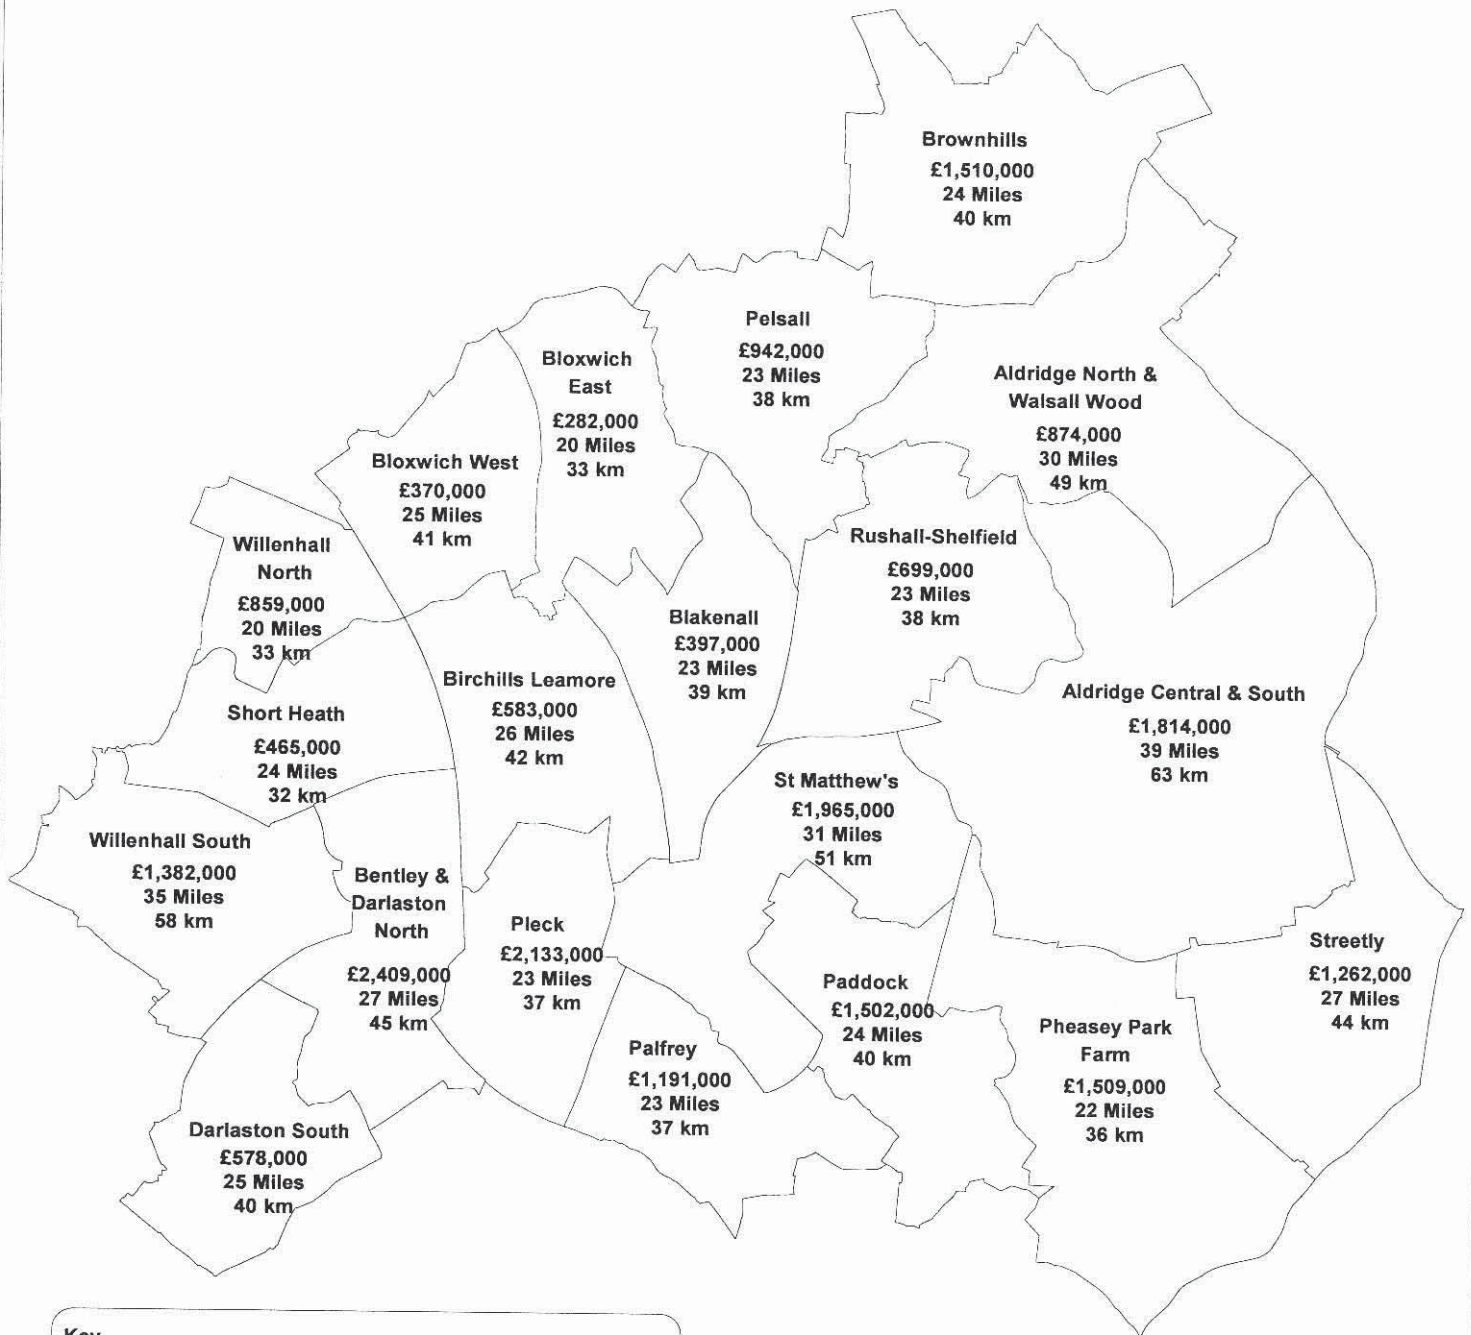 Brownhills
£1,510,000
24 Miles
40 km
Pelsall
£942,000
23 Miles
38 km
Bloxwich
East
£282,000
20 Miles
33 km
Aldridge North &
Walsall Wood
£874,000
30 Miles
49 km
Bloxwich West
£370,000
25 Miles
41 km
Willenhall
North
£859,000
20 Miles
33 km
Rushall-Shelfield
£699,000
23 Miles
38 km
Blakenall
£397,000
23 Miles
39 km
Birchills Leamore
£583,000
26 Miles
42 km
Aldridge Central & South
£1,814,000
39 Miles
63 km
Short Heath
£465,000
24 Miles
32 km
St Matthew's
£1,965,000
31 Miles
51 km
Willenhall South
£1,382,000
35 Miles
58 km
Bentley &
Darlaston
North
£2,409,000
27 Miles
45 km
Pleck
£2,133,000
23 Miles
37 km
Streetly
£1,262,000
27 Miles
44 km
Paddock
£1,502,000
24 Miles
40 km
Pheasey Park
Farm
£1,509,000
22 Miles
36 km
Palfrey
£1,191,000
23 Miles
37 km
Darlaston South
£578,000
25 Miles
40 km
Key